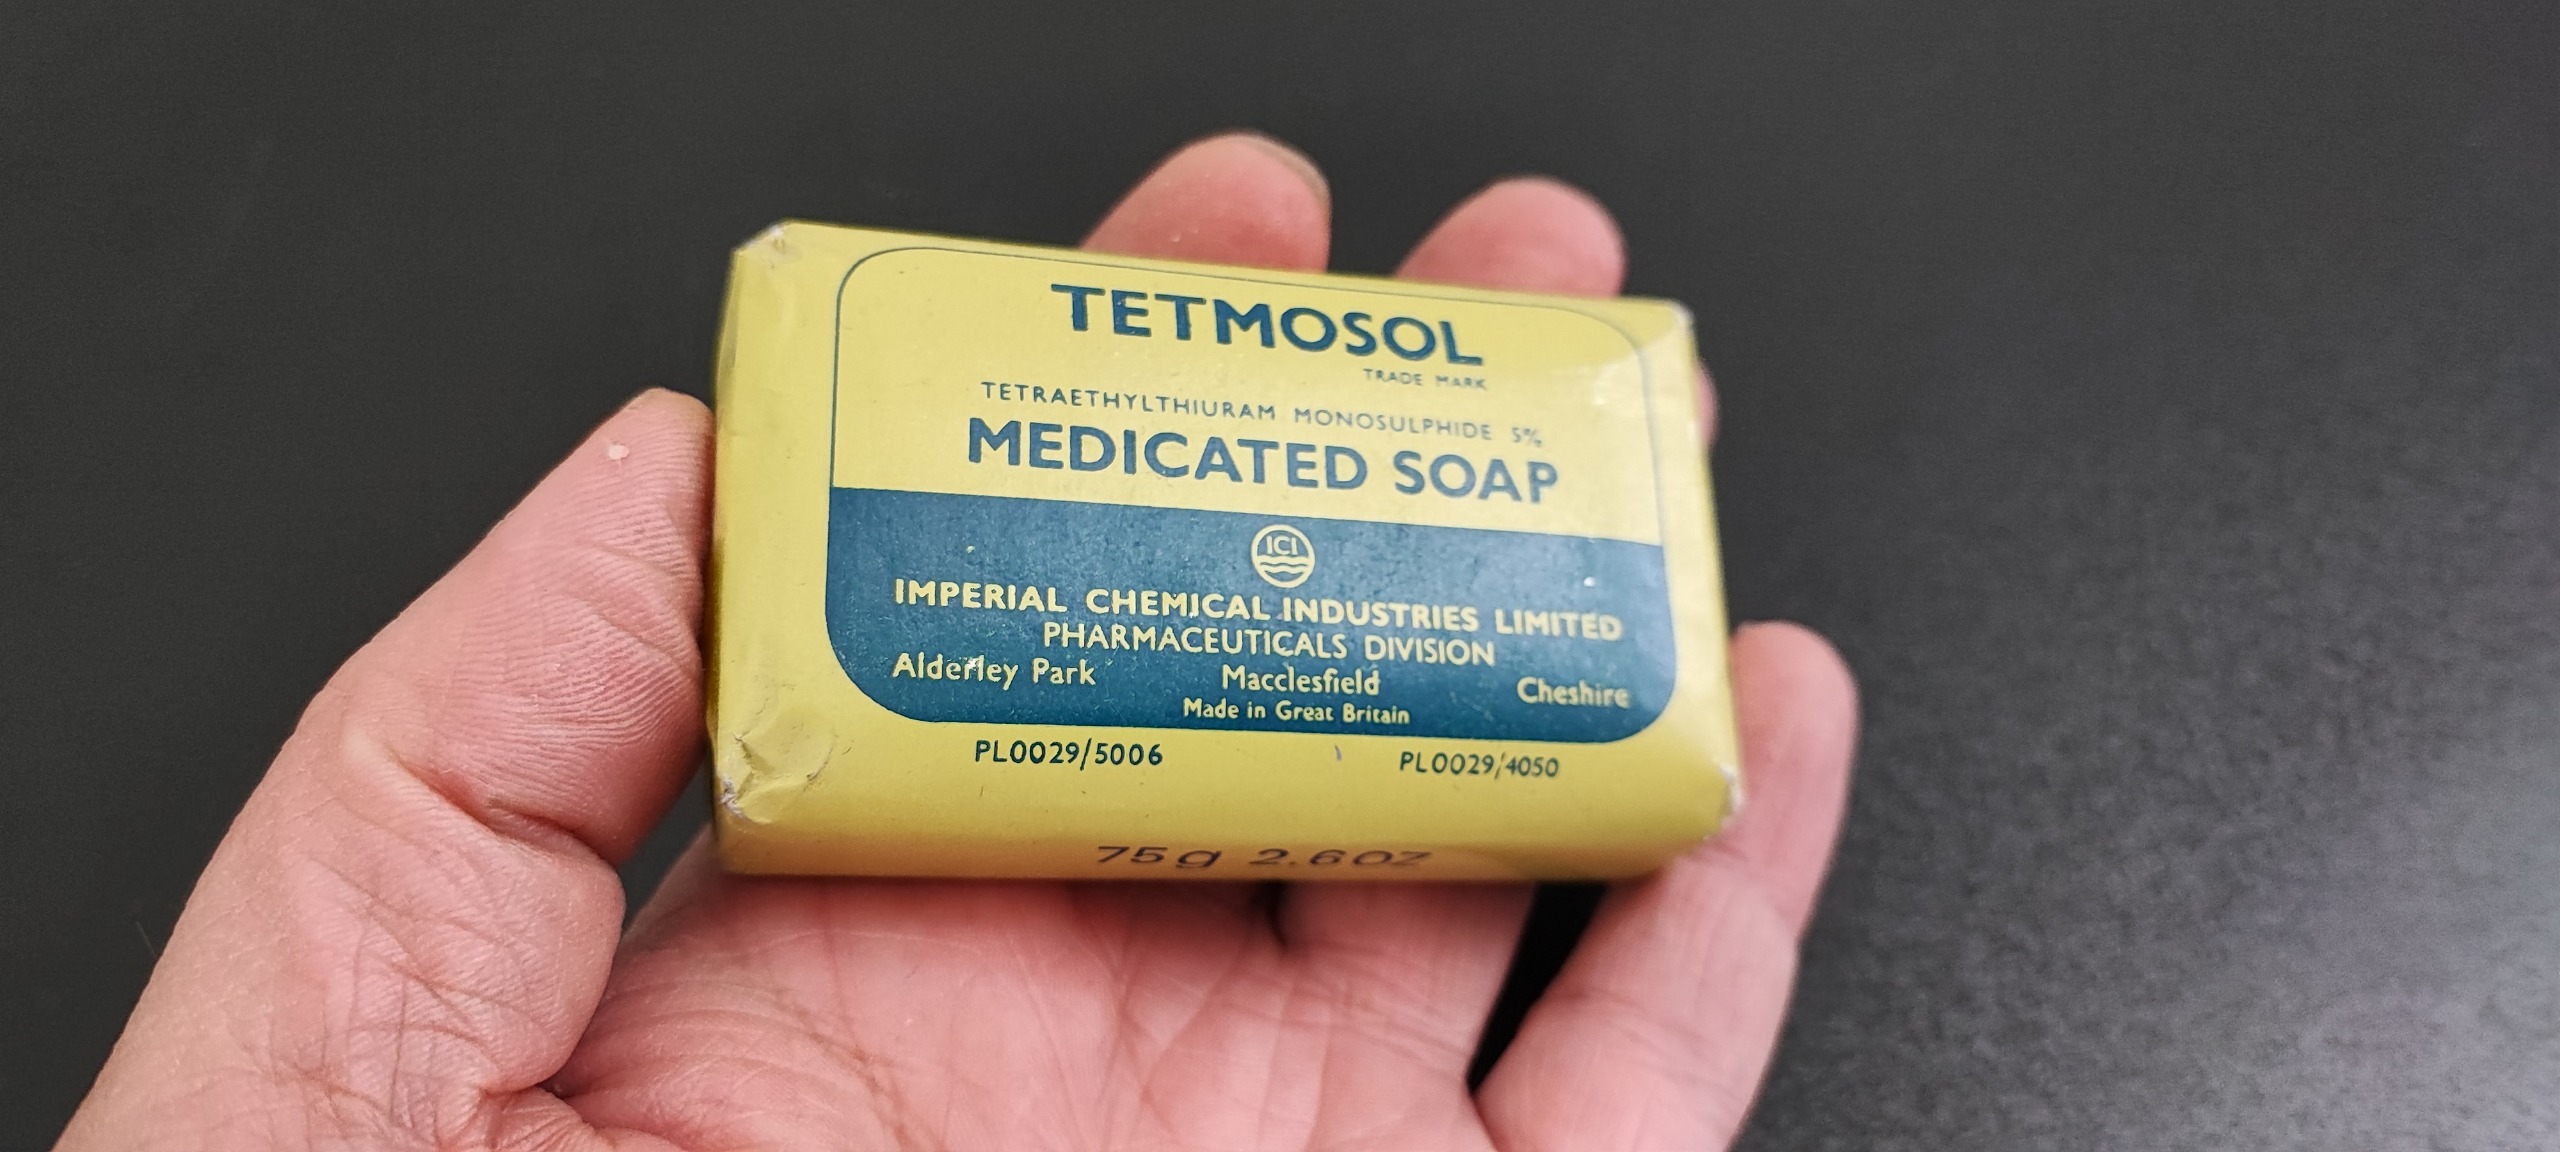 TETMOSOL
TRADE MARK
TETRAETHYLTHIURAM MONOSULPHIDE 5%
MEDICATED SOAP
ICI
IMPERIAL CHEMICAL INDUSTRIES LIMITED
PHARMACEUTICALS DIVISION
Alderley Park Macclesfield Cheshire
Made in Great Britain
PL0029/5006 PL0029/4050
75g 2.6oz